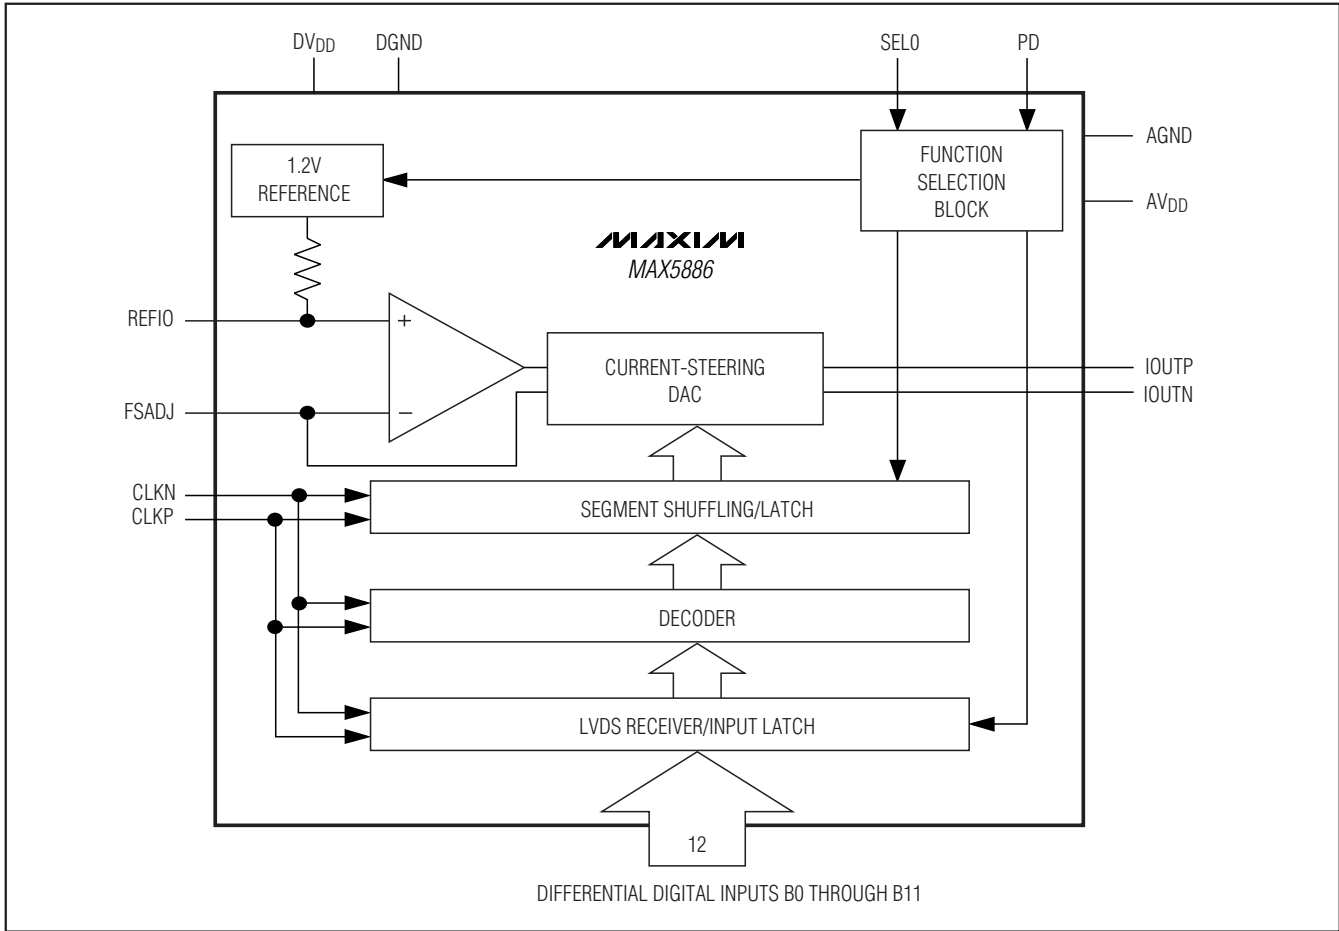 DVDD DGND SEL0 PD
1.2V
REFERENCE
FUNCTION
SELECTION
BLOCK
AGND
AVDD
MAXIM
MAX5886
REFIO
+
FSADJ
−
CURRENT-STEERING
DAC
IOUTP
IOUTN
CLKN
CLKP
SEGMENT SHUFFLING/LATCH
DECODER
LVDS RECEIVER/INPUT LATCH
12
DIFFERENTIAL DIGITAL INPUTS B0 THROUGH B11